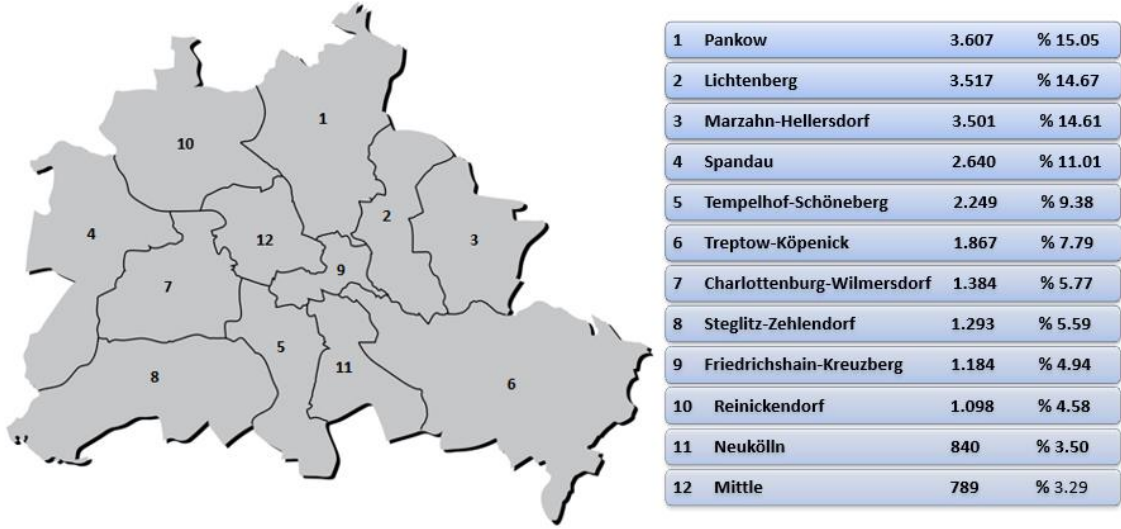 1
10
2
4
12
3
9
7
5
11
8
6
1 Pankow 3.607 % 15.05
2 Lichtenberg 3.517 % 14.67
3 Marzahn-Hellersdorf 3.501 % 14.61
4 Spandau 2.640 % 11.01
5 Tempelhof-Schöneberg 2.249 % 9.38
6 Treptow-Köpenick 1.867 % 7.79
7 Charlottenburg-Wilmersdorf 1.384 % 5.77
8 Steglitz-Zehlendorf 1.293 % 5.59
9 Friedrichshain-Kreuzberg 1.184 % 4.94
10 Reinickendorf 1.098 % 4.58
11 Neukölln 840 % 3.50
12 Mittle 789 % 3.29